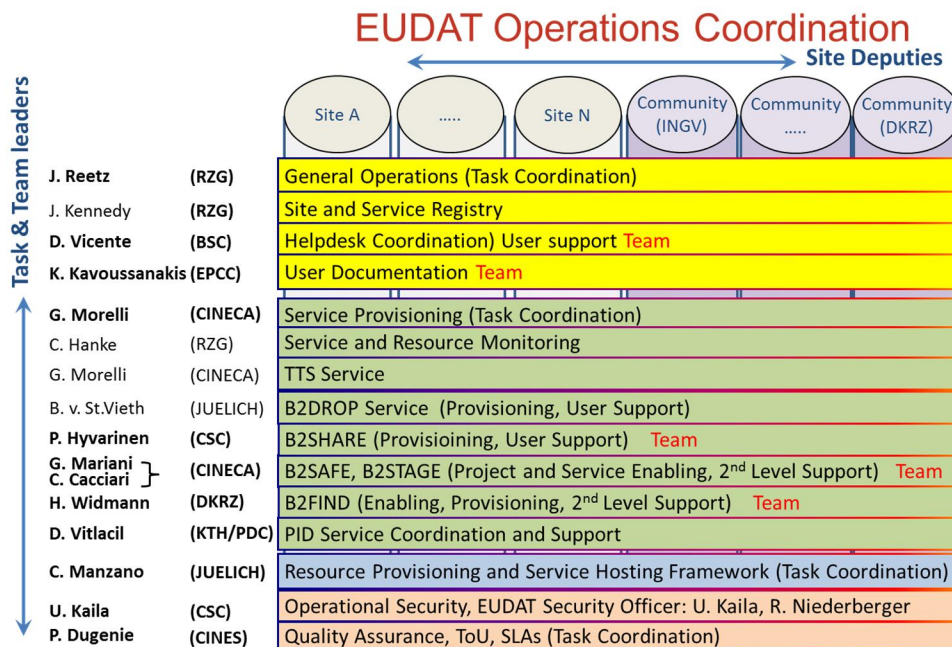 EUDAT Operations Coordination
Site Deputies
Site A
.....
Site N
Community (INGV)
Community .....
Community (DKRZ)
Task & Team leaders
J. Reetz (RZG) General Operations (Task Coordination)
J. Kennedy (RZG) Site and Service Registry
D. Vicente (BSC) Helpdesk Coordination) User support Team
K. Kavoussanakis (EPCC) User Documentation Team
G. Morelli (CINECA) Service Provisioning (Task Coordination)
C. Hanke (RZG) Service and Resource Monitoring
G. Morelli (CINECA) TTS Service
B. v. St.Vieth (JUELICH) B2DROP Service (Provisioning, User Support)
P. Hyvarinen (CSC) B2SHARE (Provisioining, User Support) Team
G. Mariani
C. Cacciari } (CINECA) B2SAFE, B2STAGE (Project and Service Enabling, 2nd Level Support) Team
H. Widmann (DKRZ) B2FIND (Enabling, Provisioning, 2nd Level Support) Team
D. Vitlacil (KTH/PDC) PID Service Coordination and Support
C. Manzano (JUELICH) Resource Provisioning and Service Hosting Framework (Task Coordination)
U. Kaila (CSC) Operational Security, EUDAT Security Officer: U. Kaila, R. Niederberger
P. Dugenie (CINES) Quality Assurance, ToU, SLAs (Task Coordination)